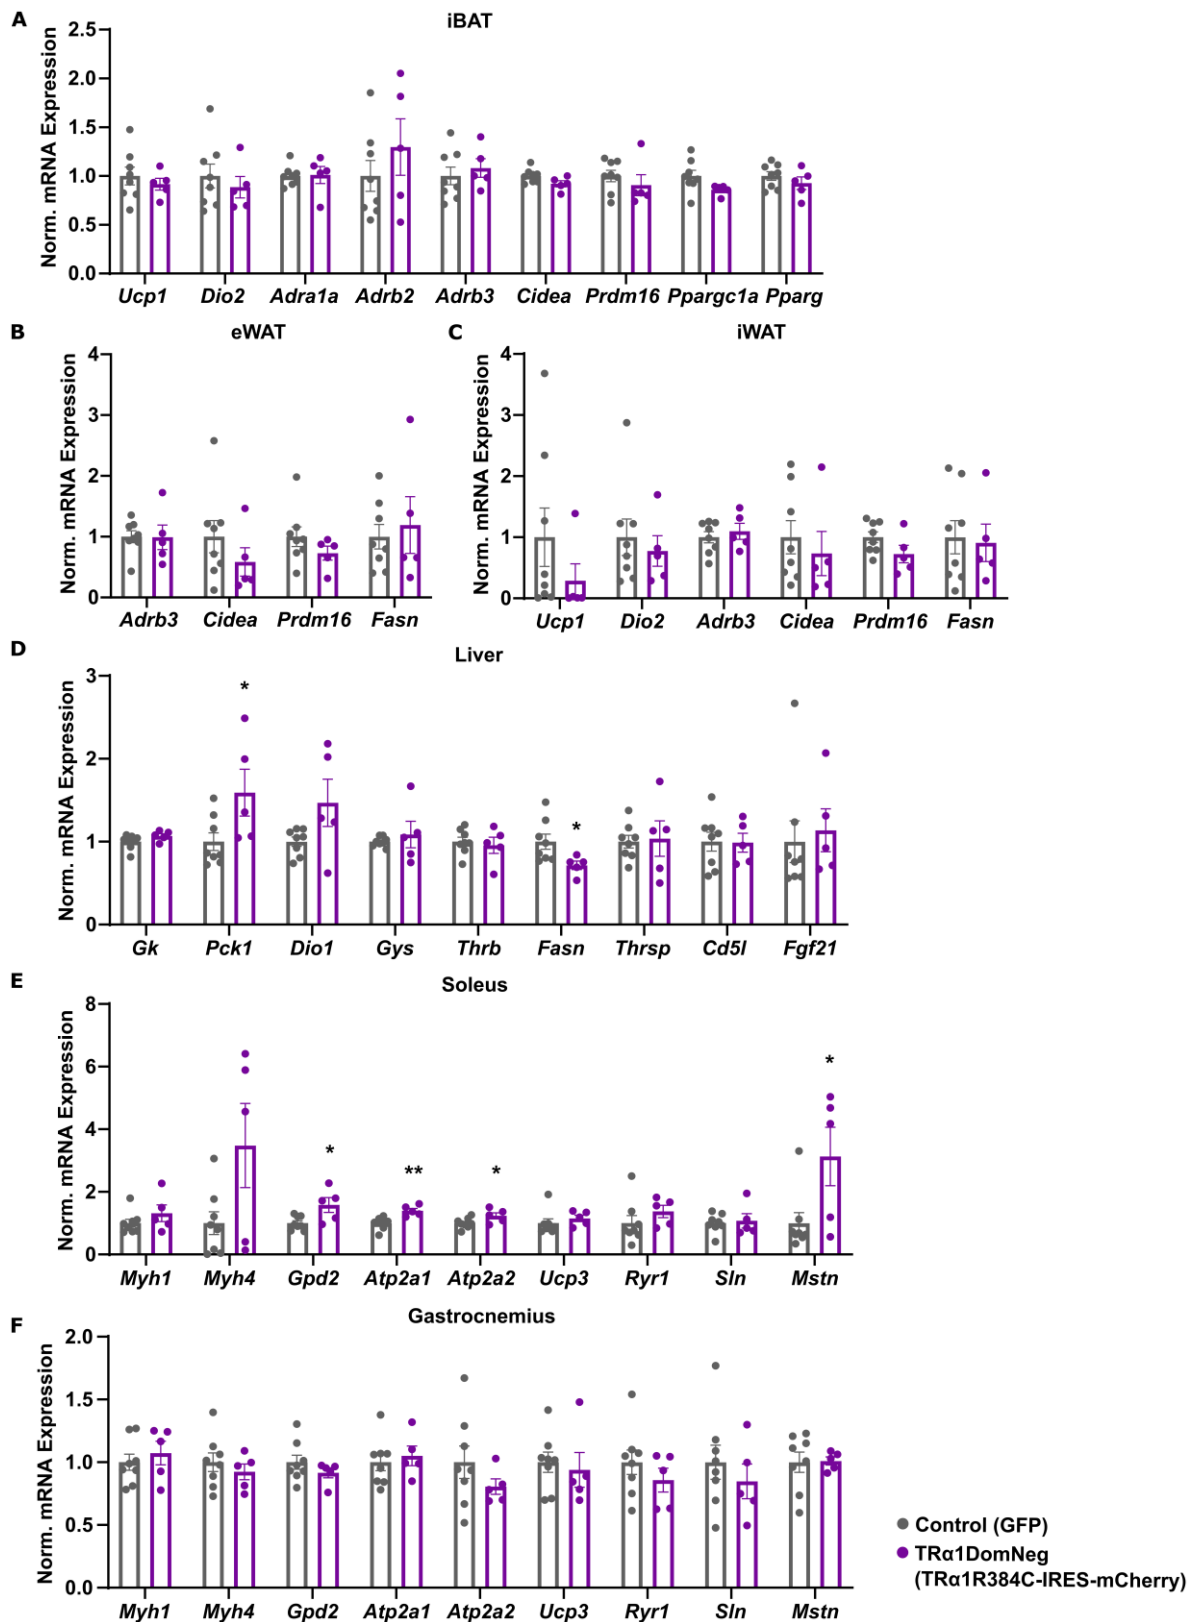 A
iBAT
Norm. mRNA Expression
2.5
2.0
1.5
1.0
0.5
0.0
Ucp1 Dio2 Adra1a Adrb2 Adrb3 Cidea Prdm16 Ppargc1a Pparg
B
eWAT
Norm. mRNA Expression
4
3
2
1
0
Adrb3 Cidea Prdm16 Fasn
C
iWAT
Norm. mRNA Expression
4
3
2
1
0
Ucp1 Dio2 Adrb3 Cidea Prdm16 Fasn
D
Liver
Norm. mRNA Expression
3
2
1
0
* *
Gk Pck1 Dio1 Gys Thrb Fasn Thrsp Cd5l Fgf21
E
Soleus
Norm. mRNA Expression
8
6
4
2
0
* ** * *
Myh1 Myh4 Gpd2 Atp2a1 Atp2a2 Ucp3 Ryr1 Sln Mstn
F
Gastrocnemius
Norm. mRNA Expression
2.0
1.5
1.0
0.5
0.0
Myh1 Myh4 Gpd2 Atp2a1 Atp2a2 Ucp3 Ryr1 Sln Mstn
Control (GFP)
TRα1DomNeg
(TRα1R384C-IRES-mCherry)